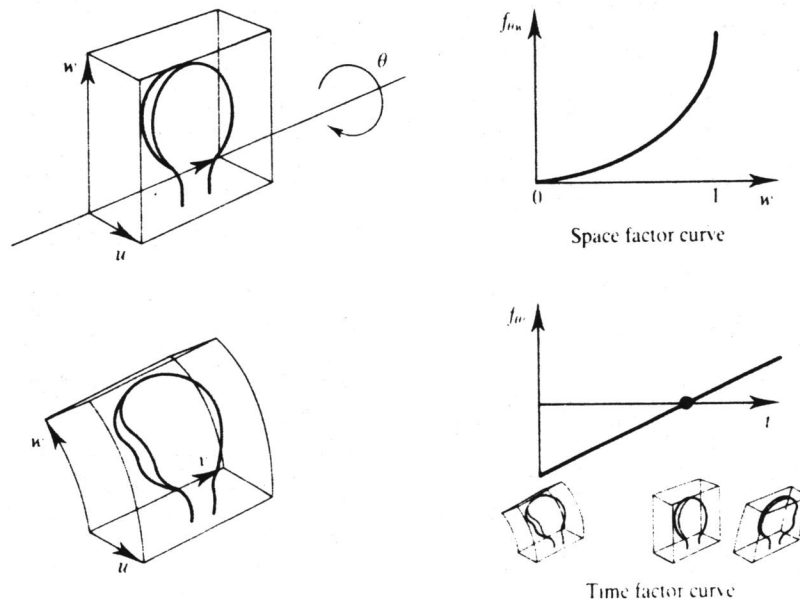 w
θ
u
f
0
1
w
Space factor curve
w
v
u
f
t
Time factor curve